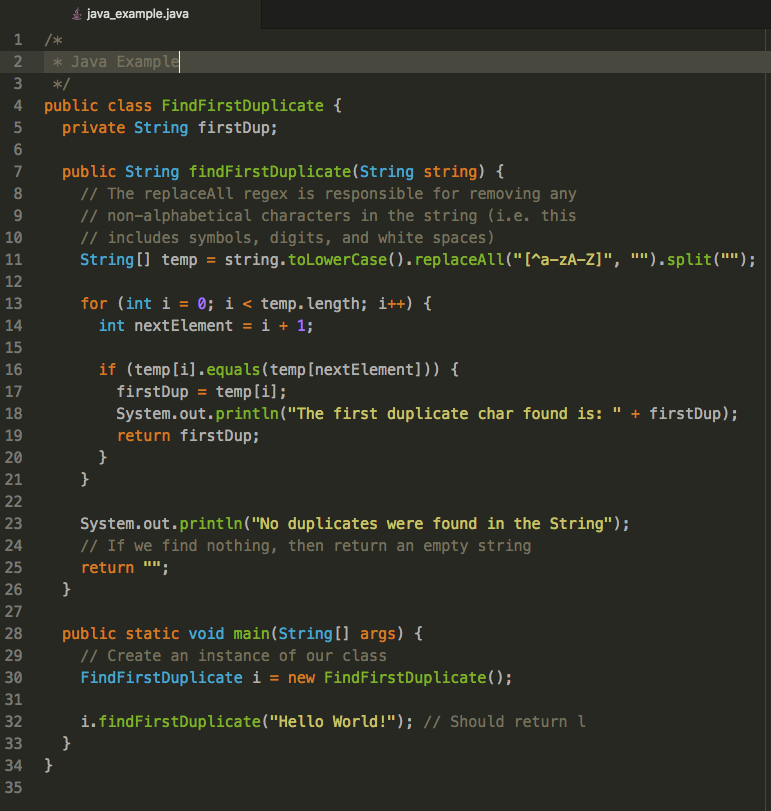 java_example.java
1 /*
2  * Java Example
3  */
4 public class FindFirstDuplicate {
5   private String firstDup;
6
7   public String findFirstDuplicate(String string) {
8     // The replaceAll regex is responsible for removing any
9     // non-alphabetical characters in the string (i.e. this
10     // includes symbols, digits, and white spaces)
11     String[] temp = string.toLowerCase().replaceAll("[^a-zA-Z]", "").split("");
12
13     for (int i = 0; i < temp.length; i++) {
14       int nextElement = i + 1;
15
16       if (temp[i].equals(temp[nextElement])) {
17         firstDup = temp[i];
18         System.out.println("The first duplicate char found is: " + firstDup);
19         return firstDup;
20       }
21     }
22
23     System.out.println("No duplicates were found in the String");
24     // If we find nothing, then return an empty string
25     return "";
26   }
27
28   public static void main(String[] args) {
29     // Create an instance of our class
30     FindFirstDuplicate i = new FindFirstDuplicate();
31
32     i.findFirstDuplicate("Hello World!"); // Should return l
33   }
34 }
35